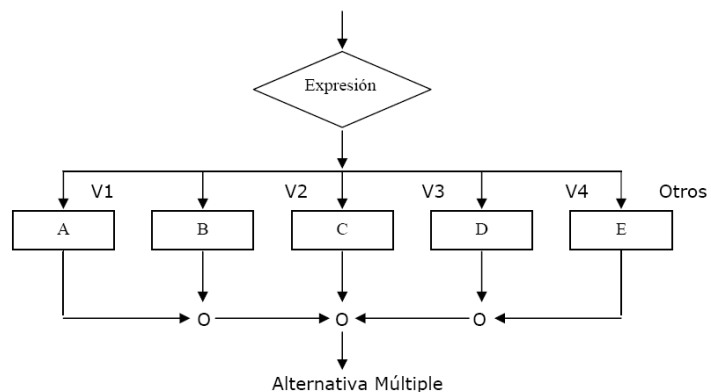 Expresión
V1 V2 V3 V4 Otros
A B C D E
O O O
Alternativa Múltiple